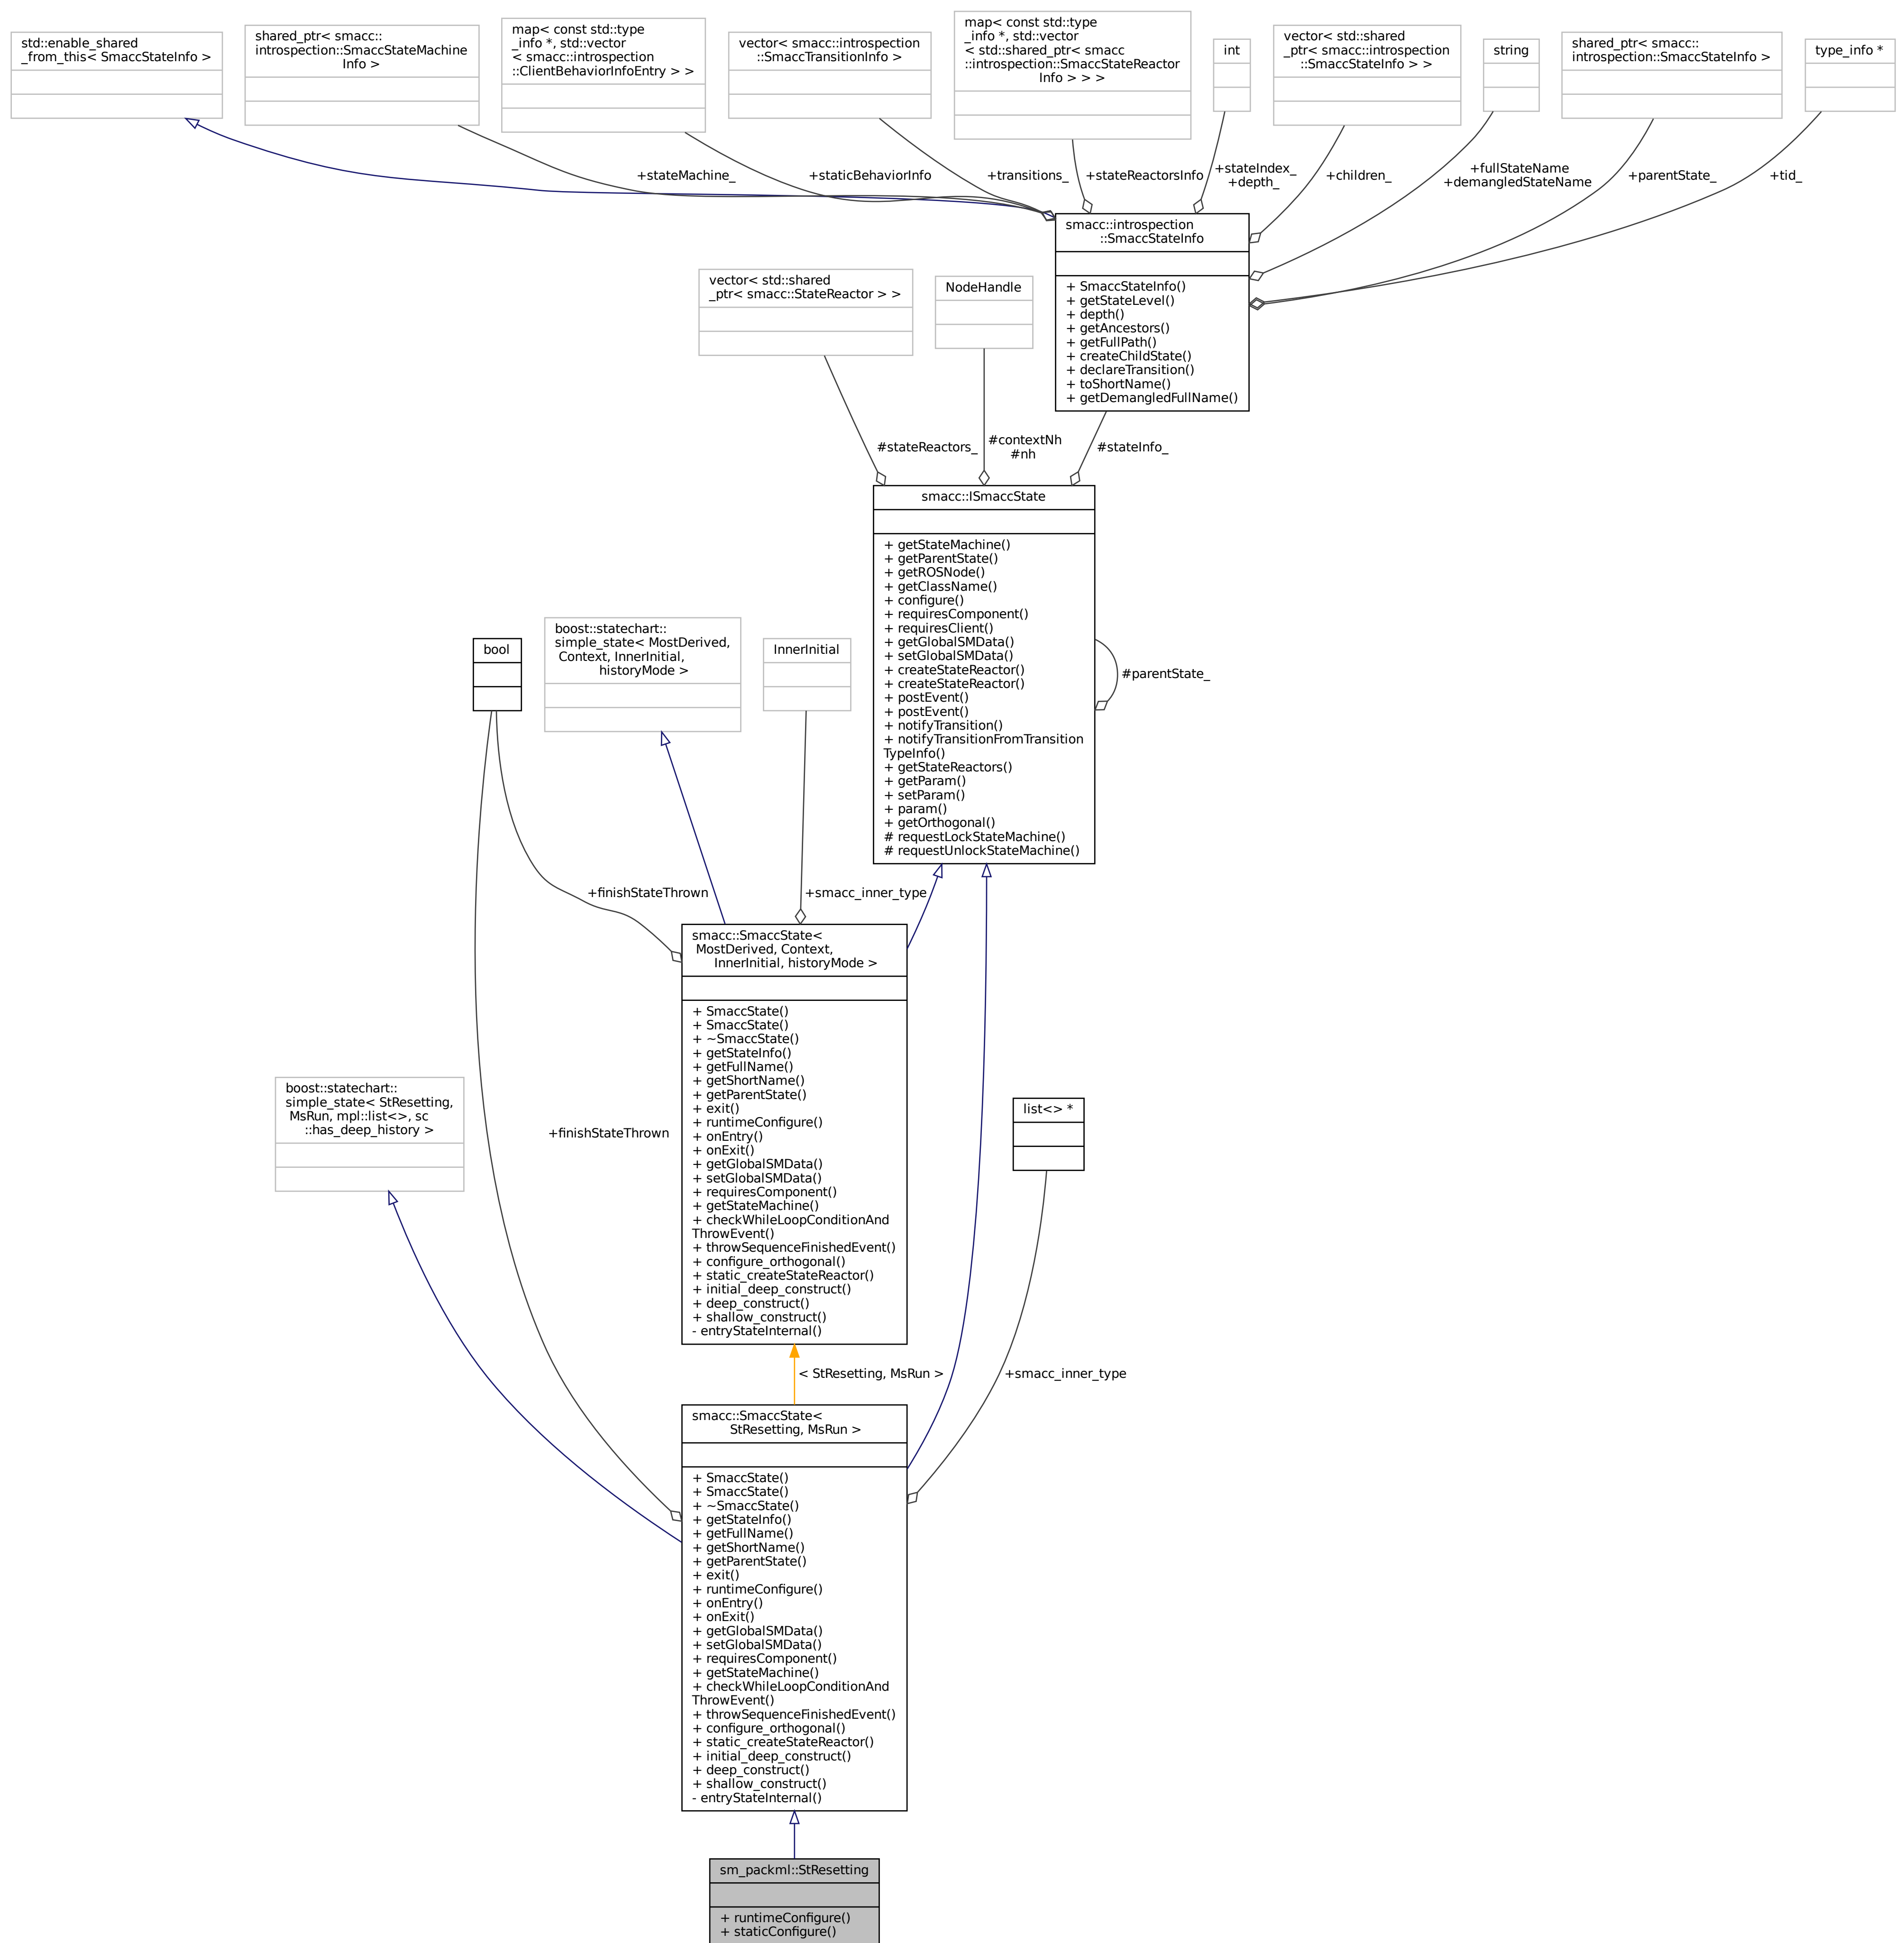 std::enable_shared
_from_this< SmaccStateInfo >
shared_ptr< smacc::
introspection::SmaccStateMachine
Info >
map< const std::type
_info *, std::vector
< smacc::introspection
::ClientBehaviorInfoEntry > >
vector< smacc::introspection
::SmaccTransitionInfo >
map< const std::type
_info *, std::vector
< std::shared_ptr< smacc
::introspection::SmaccStateReactor
Info > > >
int
vector< std::shared
_ptr< smacc::introspection
::SmaccStateInfo > >
string
shared_ptr< smacc::
introspection::SmaccStateInfo >
type_info *
+stateMachine_
+staticBehaviorInfo
+transitions_
+stateReactorsInfo
+stateIndex_
+depth_
+children_
+fullStateName
+demangledStateName
+parentState_
+tid_
smacc::introspection
::SmaccStateInfo
+ SmaccStateInfo()
+ getStateLevel()
+ depth()
+ getAncestors()
+ getFullPath()
+ createChildState()
+ declareTransition()
+ toShortName()
+ getDemangledFullName()
vector< std::shared
_ptr< smacc::StateReactor > >
NodeHandle
#stateReactors_
#contextNh
#nh
#stateInfo_
smacc::ISmaccState
+ getStateMachine()
+ getParentState()
+ getROSNode()
+ getClassName()
+ configure()
+ requiresComponent()
+ requiresClient()
+ getGlobalSMData()
+ setGlobalSMData()
+ createStateReactor()
+ createStateReactor()
+ postEvent()
+ postEvent()
+ notifyTransition()
+ notifyTransitionFromTransition
TypeInfo()
+ getStateReactors()
+ getParam()
+ setParam()
+ param()
+ getOrthogonal()
# requestLockStateMachine()
# requestUnlockStateMachine()
#parentState_
bool
boost::statechart::
simple_state< MostDerived,
Context, InnerInitial,
historyMode >
InnerInitial
+finishStateThrown
+smacc_inner_type
smacc::SmaccState<
MostDerived, Context,
InnerInitial, historyMode >
+ SmaccState()
+ SmaccState()
+ ~SmaccState()
+ getStateInfo()
+ getFullName()
+ getShortName()
+ getParentState()
+ exit()
+ runtimeConfigure()
+ onEntry()
+ onExit()
+ getGlobalSMData()
+ setGlobalSMData()
+ requiresComponent()
+ getStateMachine()
+ checkWhileLoopConditionAnd
ThrowEvent()
+ throwSequenceFinishedEvent()
+ configure_orthogonal()
+ static_createStateReactor()
+ initial_deep_construct()
+ deep_construct()
+ shallow_construct()
- entryStateInternal()
boost::statechart::
simple_state< StResetting,
MsRun, mpl::list<>, sc
::has_deep_history >
+finishStateThrown
list<> *
< StResetting, MsRun >
+smacc_inner_type
smacc::SmaccState<
StResetting, MsRun >
+ SmaccState()
+ SmaccState()
+ ~SmaccState()
+ getStateInfo()
+ getFullName()
+ getShortName()
+ getParentState()
+ exit()
+ runtimeConfigure()
+ onEntry()
+ onExit()
+ getGlobalSMData()
+ setGlobalSMData()
+ requiresComponent()
+ getStateMachine()
+ checkWhileLoopConditionAnd
ThrowEvent()
+ throwSequenceFinishedEvent()
+ configure_orthogonal()
+ static_createStateReactor()
+ initial_deep_construct()
+ deep_construct()
+ shallow_construct()
- entryStateInternal()
sm_packml::StResetting
+ runtimeConfigure()
+ staticConfigure()